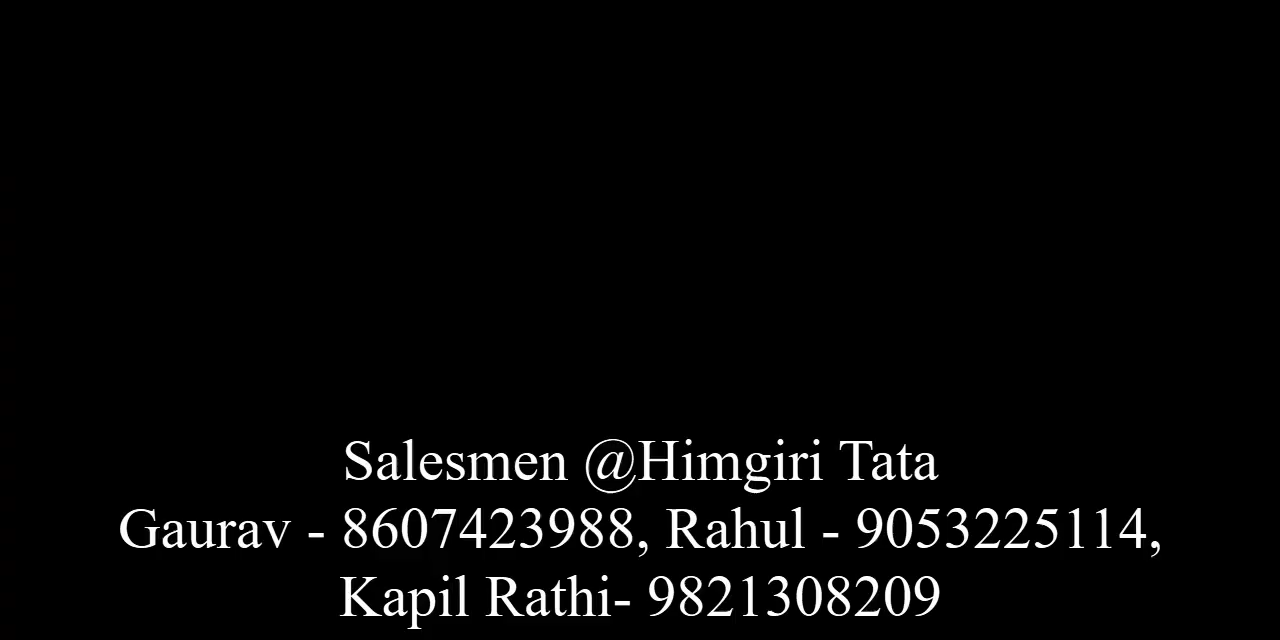 Salesmen @Himgiri Tata
Gaurav - 8607423988, Rahul - 9053225114,
Kapil Rathi- 9821308209